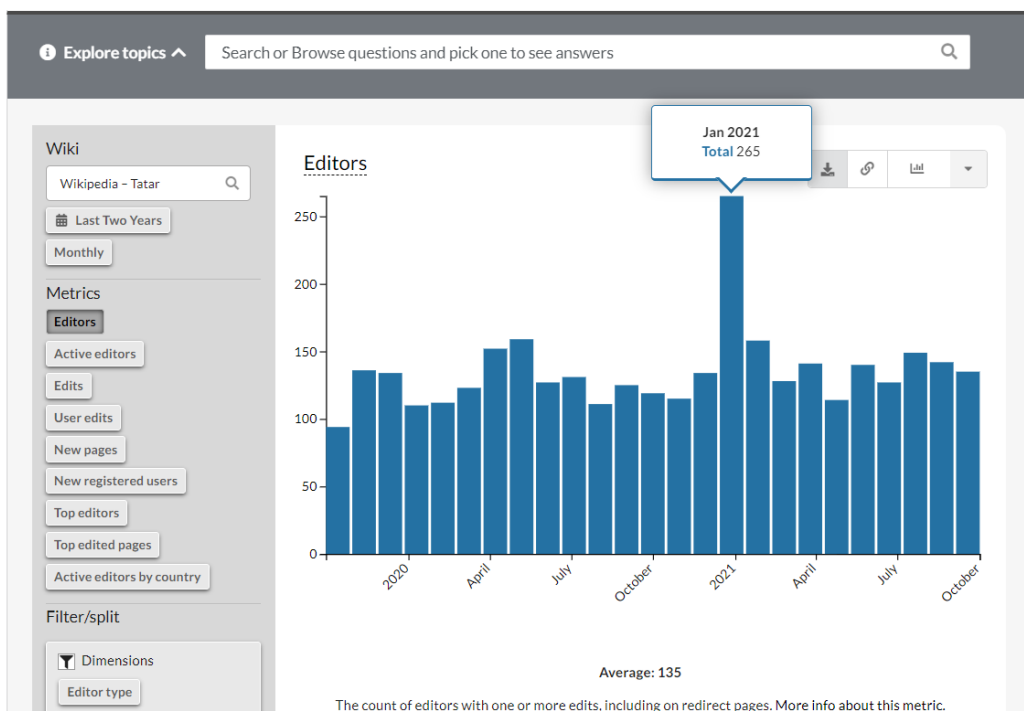 Explore topics
Search or Browse questions and pick one to see answers
Wiki
Wikipedia – Tatar
Last Two Years
Monthly
Metrics
Editors
Active editors
Edits
User edits
New pages
New registered users
Top editors
Top edited pages
Active editors by country
Filter/split
Dimensions
Editor type
Editors
Jan 2021
Total 265
250
200
150
100
50
0
2020
April
July
October
2021
April
July
October
Average: 135
The count of editors with one or more edits, including on redirect pages. More info about this metric.